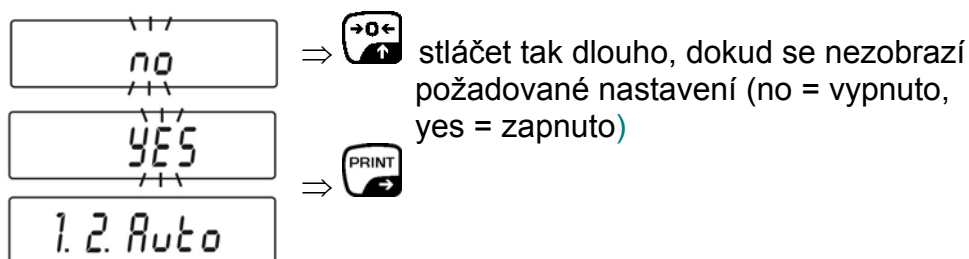 no
⇒ →0← ↑ stláčet tak dlouho, dokud se nezobrazí
požadované nastavení (no = vypnuto,
yes = zapnuto)
YES
⇒ PRINT →
1. 2. Auto